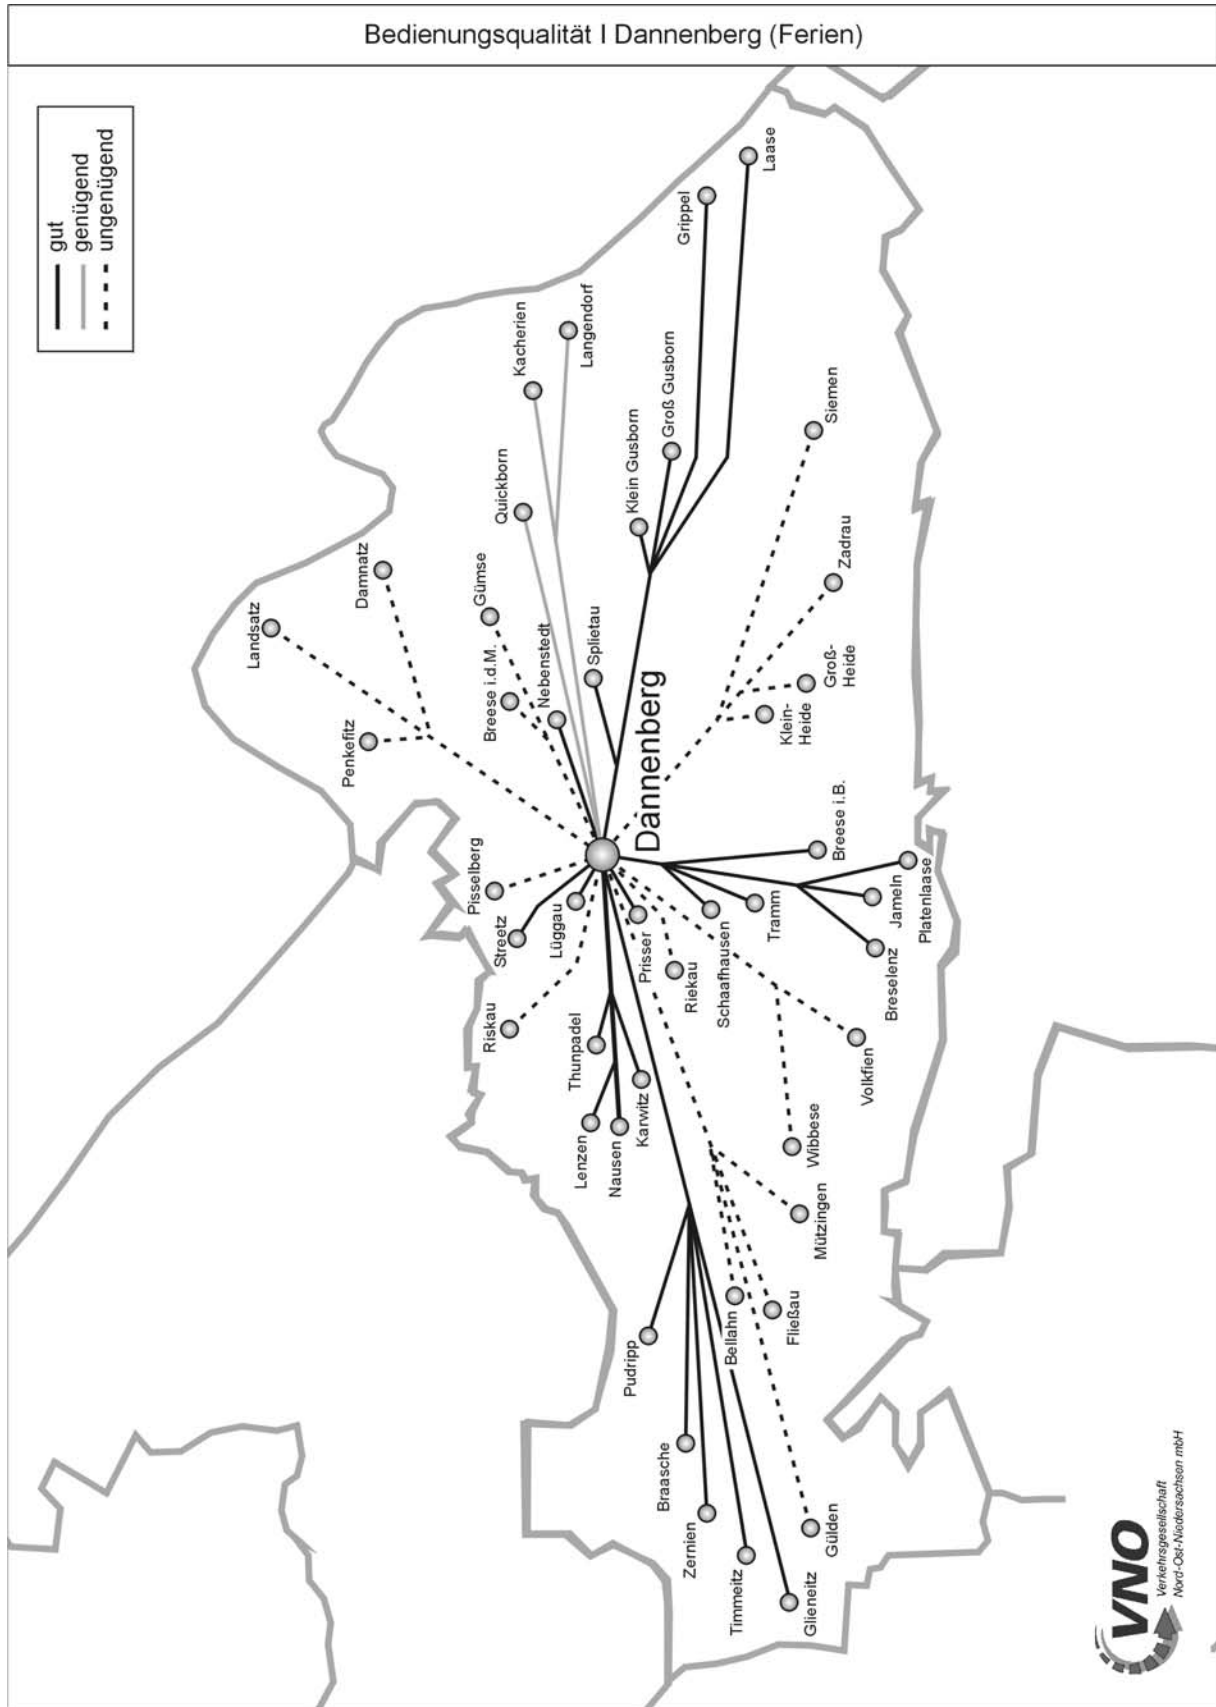 Bedienungsqualität I Dannenberg (Ferien)
gut
genügend
ungenügend
Landsatz
Damnatz
Penkefitz
Kacherien
Langendorf
Quickborn
Gümse
Breese i.d.M.
Nebenstedt
Splietau
Laase
Grippel
Groß Gusborn
Klein Gusborn
Siemen
Zadrau
Groß-
Heide
Klein-
Heide
Dannenberg
Pisselberg
Streetz
Lüggau
Riskau
Prisser
Riekau
Schaafhausen
Tramm
Breese i.B.
Jameln
Platenlaase
Breselenz
Volkfien
Wibbese
Thunpadel
Lenzen
Nausen
Karwitz
Mützingen
Fließau
Bellahn
Pudripp
Braasche
Zernien
Timmeitz
Glieneitz
Gülden
VNO
Verkehrsgesellschaft
Nord-Ost-Niedersachsen mbH